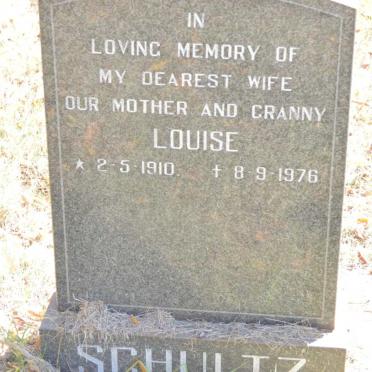 IN
LOVING MEMORY OF
MY DEAREST WIFE
OUR MOTHER AND GRANNY
LOUISE
★ 2-5-1910. ✝ 8-9-1976
SCHULTZ